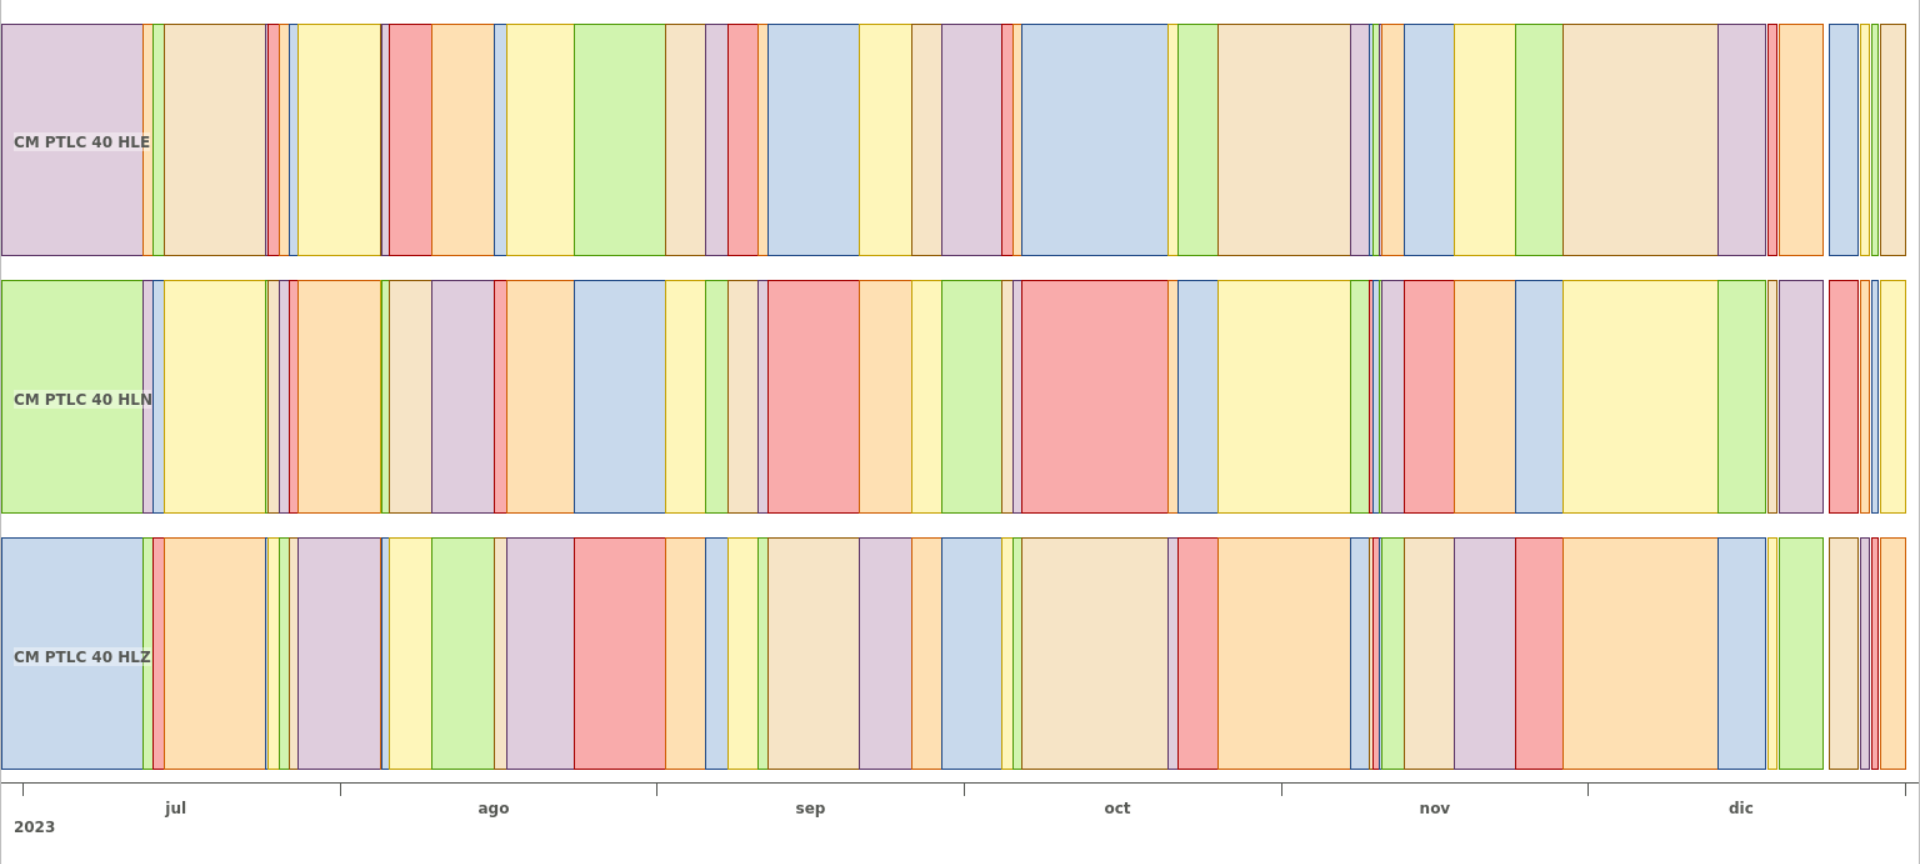 CM PTLC 40 HLE
CM PTLC 40 HLN
CM PTLC 40 HLZ
jul ago sep oct nov dic
2023